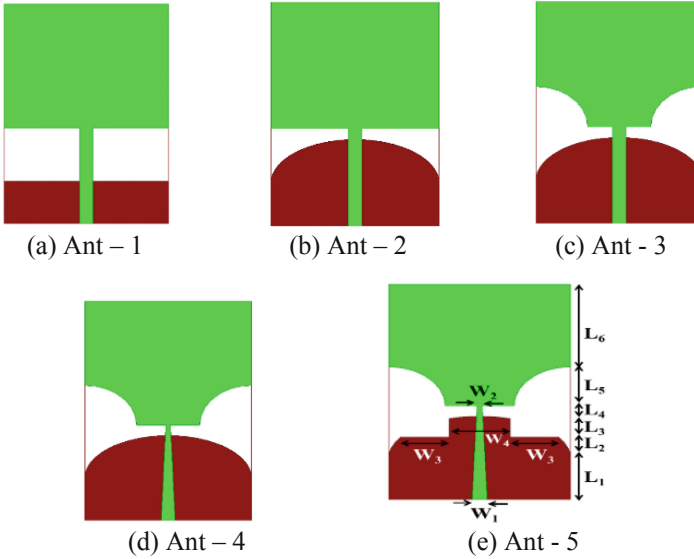 (a) Ant – 1
(b) Ant – 2
(c) Ant - 3
L₆
L₅
W₂
L₄
L₃
W₄
L₂
W₃
W₃
L₁
W₁
(d) Ant – 4
(e) Ant - 5